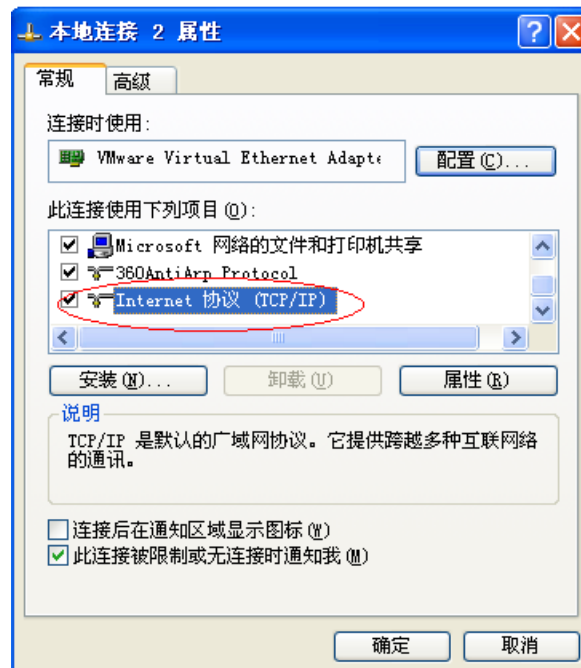 本地连接 2 属性
常规
高级
连接时使用:
VMware Virtual Ethernet Adapte
配置(C)...
此连接使用下列项目(O):
Microsoft 网络的文件和打印机共享
360AntiArp Protocol
Internet 协议 (TCP/IP)
安装(N)...
卸载(U)
属性(R)
说明
TCP/IP 是默认的广域网协议。它提供跨越多种互联网络
的通讯。
连接后在通知区域显示图标(W)
此连接被限制或无连接时通知我(M)
确定
取消